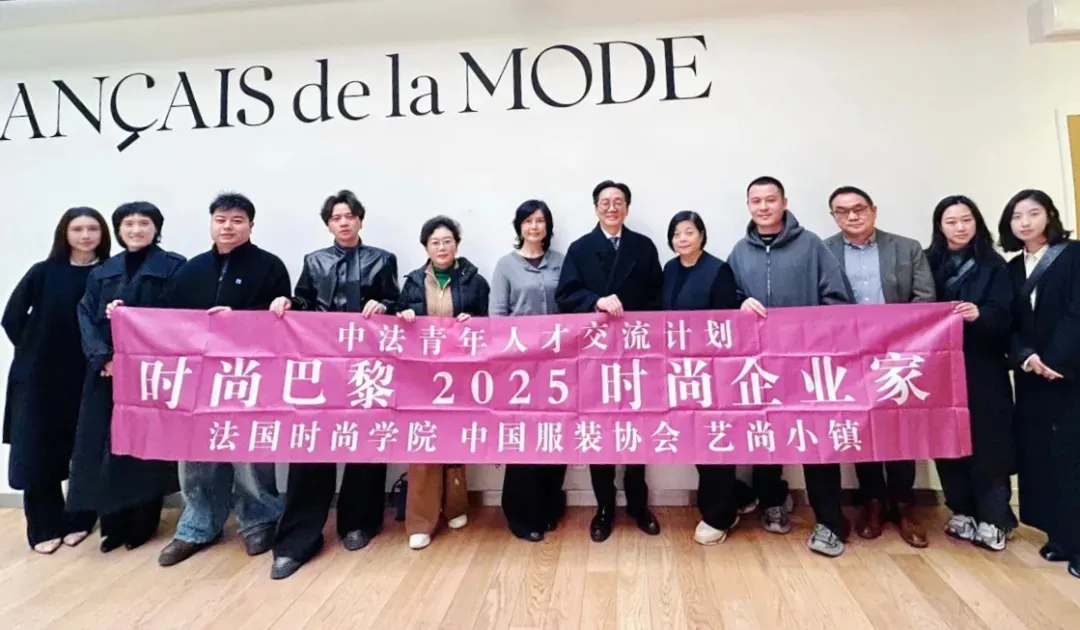 ANÇAIS de la MODE
中法青年人才交流计划
时尚巴黎 2025 时尚企业家
法国时尚学院 中国服装协会 艺尚小镇